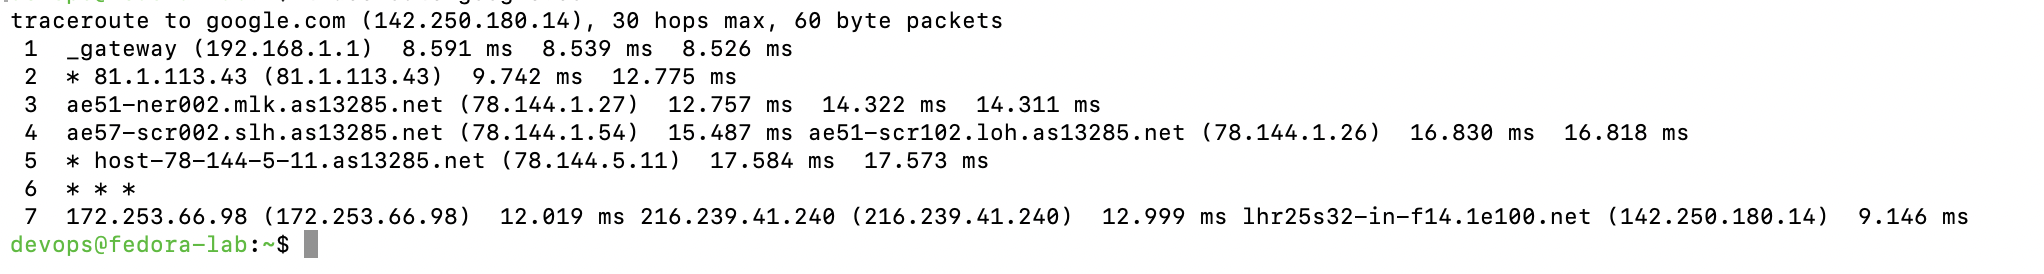 traceroute to google.com (142.250.180.14), 30 hops max, 60 byte packets
 1  _gateway (192.168.1.1)  8.591 ms  8.539 ms  8.526 ms
 2  * 81.1.113.43 (81.1.113.43)  9.742 ms  12.775 ms
 3  ae51-ner002.mlk.as13285.net (78.144.1.27)  12.757 ms  14.322 ms  14.311 ms
 4  ae57-scr002.slh.as13285.net (78.144.1.54)  15.487 ms ae51-scr102.loh.as13285.net (78.144.1.26)  16.830 ms  16.818 ms
 5  * host-78-144-5-11.as13285.net (78.144.5.11)  17.584 ms  17.573 ms
 6  * * *
 7  172.253.66.98 (172.253.66.98)  12.019 ms 216.239.41.240 (216.239.41.240)  12.999 ms lhr25s32-in-f14.1e100.net (142.250.180.14)  9.146 ms
devops@fedora-lab:~$